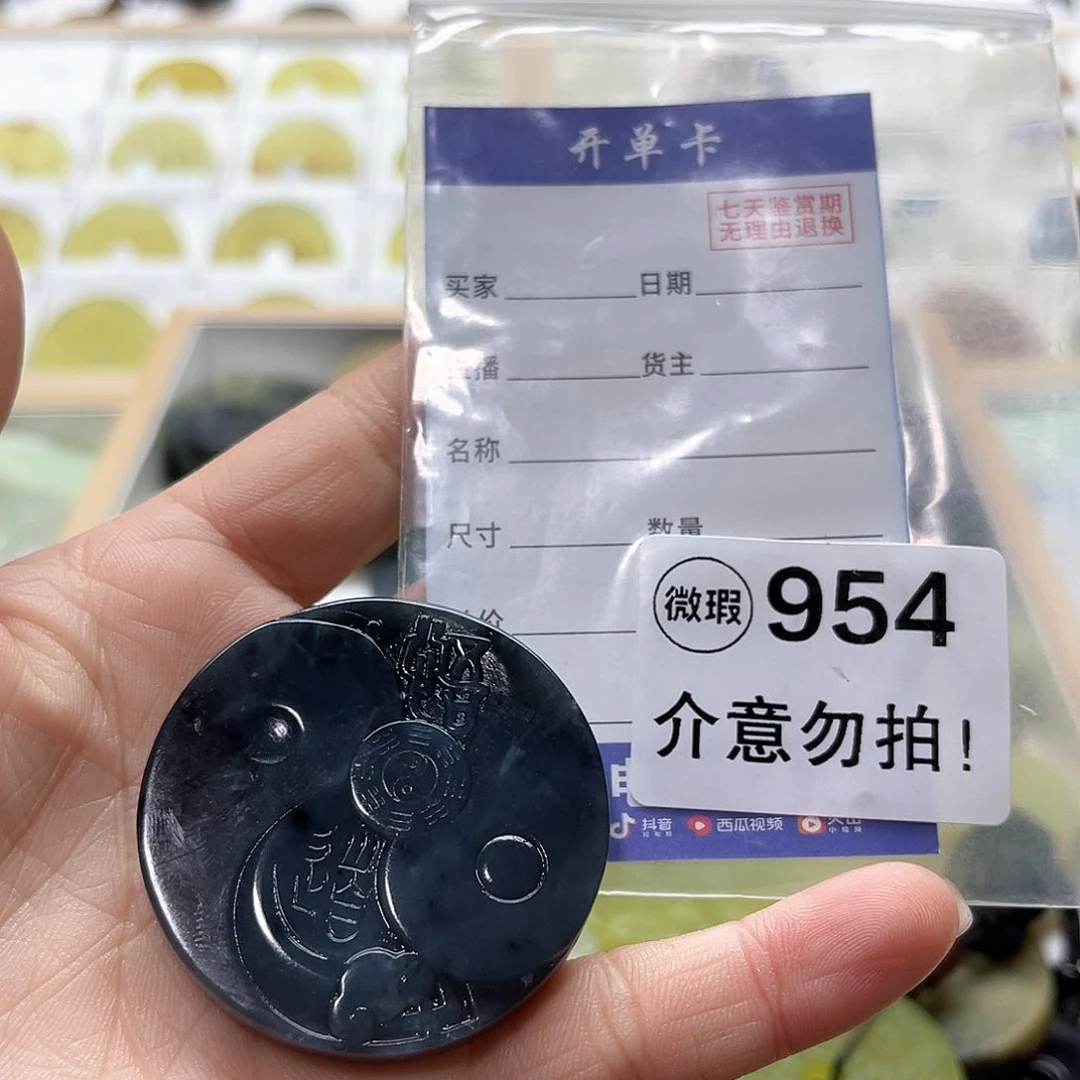 开单卡
七天鉴赏期
无理由退换
买家 日期
播 货主
名称
尺寸 数量
价
微瑕 954
介意勿拍!
抖音 西瓜视频